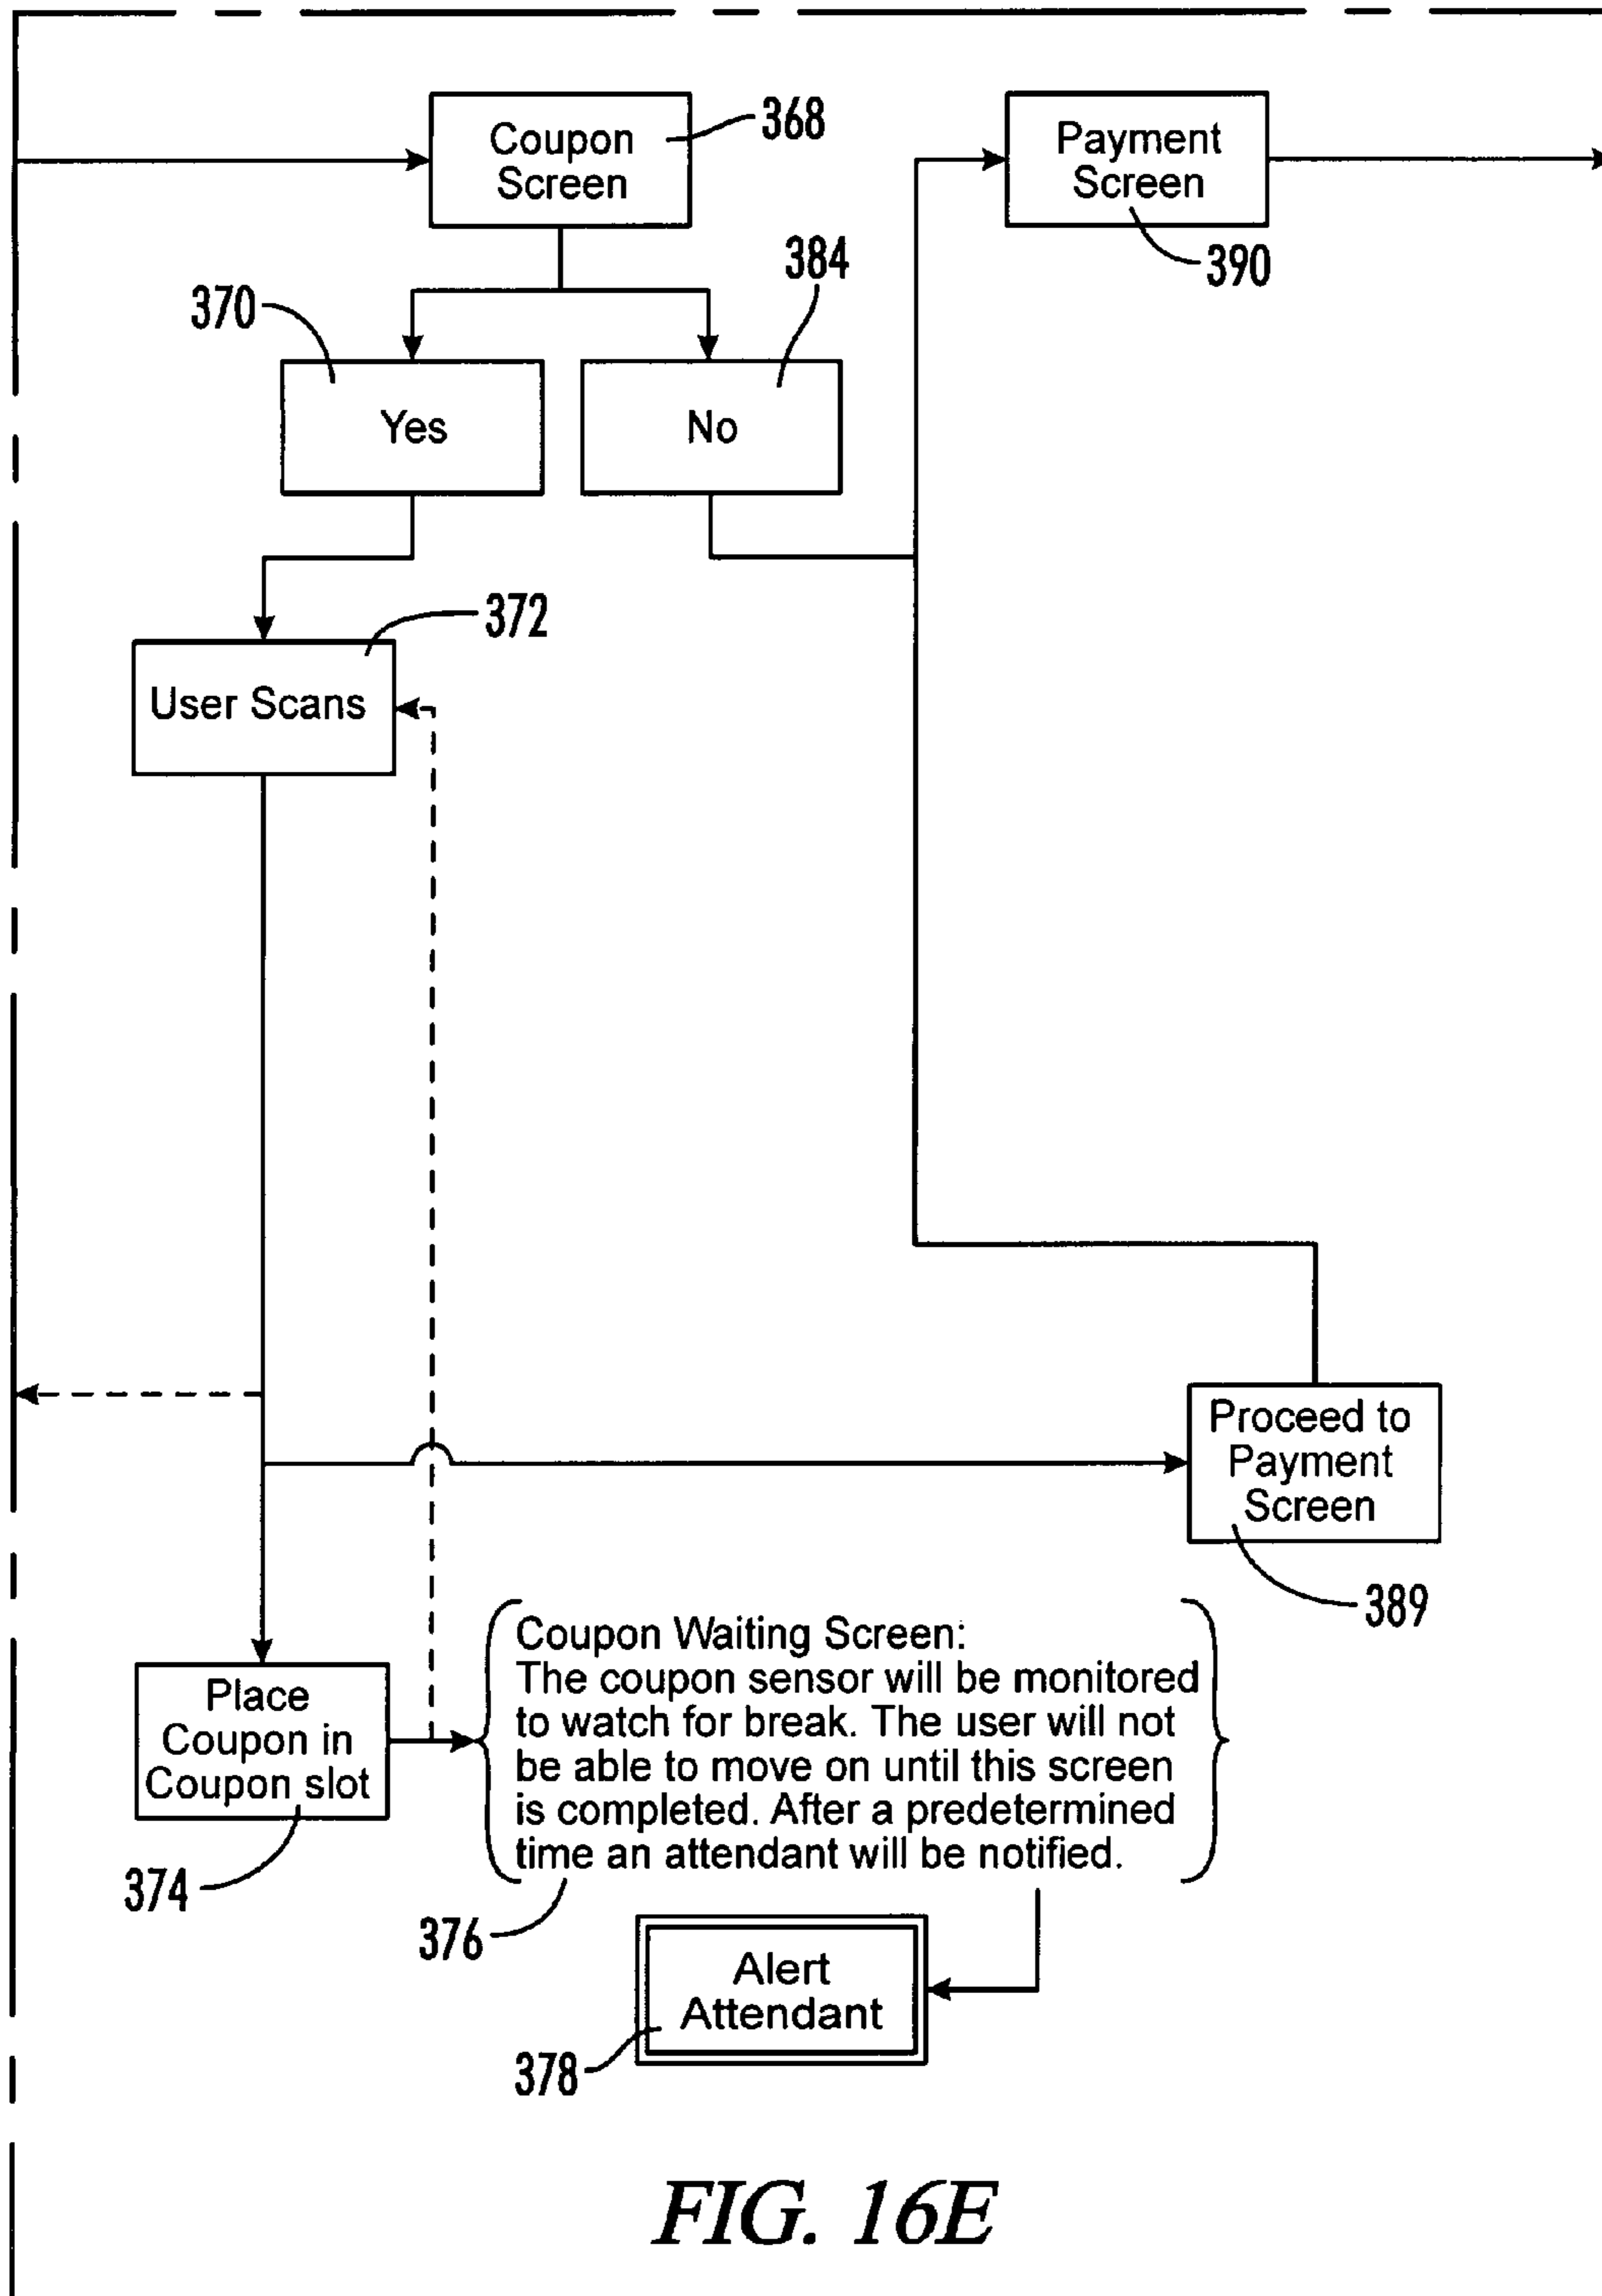 Coupon
Screen
368
Payment
Screen
390
370
384
Yes
No
372
User Scans
Proceed to
Payment
Screen
389
Place
Coupon in
Coupon slot
374
Coupon Waiting Screen:
The coupon sensor will be monitored
to watch for break. The user will not
be able to move on until this screen
is completed. After a predetermined
time an attendant will be notified.
376
Alert
Attendant
378
FIG. 16E